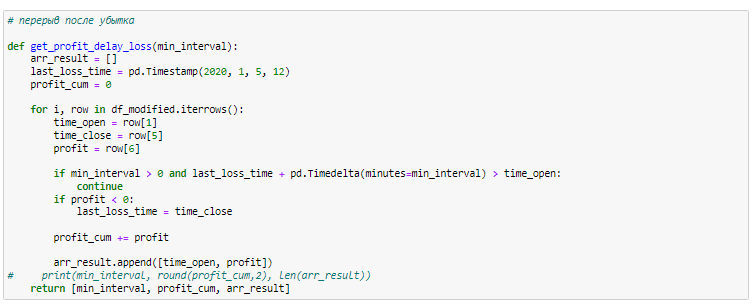 # перерыв после убытка
def get_profit_delay_loss(min_interval):
    arr_result = []
    last_loss_time = pd.Timestamp(2020, 1, 5, 12)
    profit_cum = 0
    for i, row in df_modified.iterrows():
        time_open = row[1]
        time_close = row[5]
        profit = row[6]
        if min_interval > 0 and last_loss_time + pd.Timedelta(minutes=min_interval) > time_open:
            continue
        if profit < 0:
            last_loss_time = time_close
        profit_cum += profit
        arr_result.append([time_open, profit])
#     print(min_interval, round(profit_cum,2), len(arr_result))
    return [min_interval, profit_cum, arr_result]